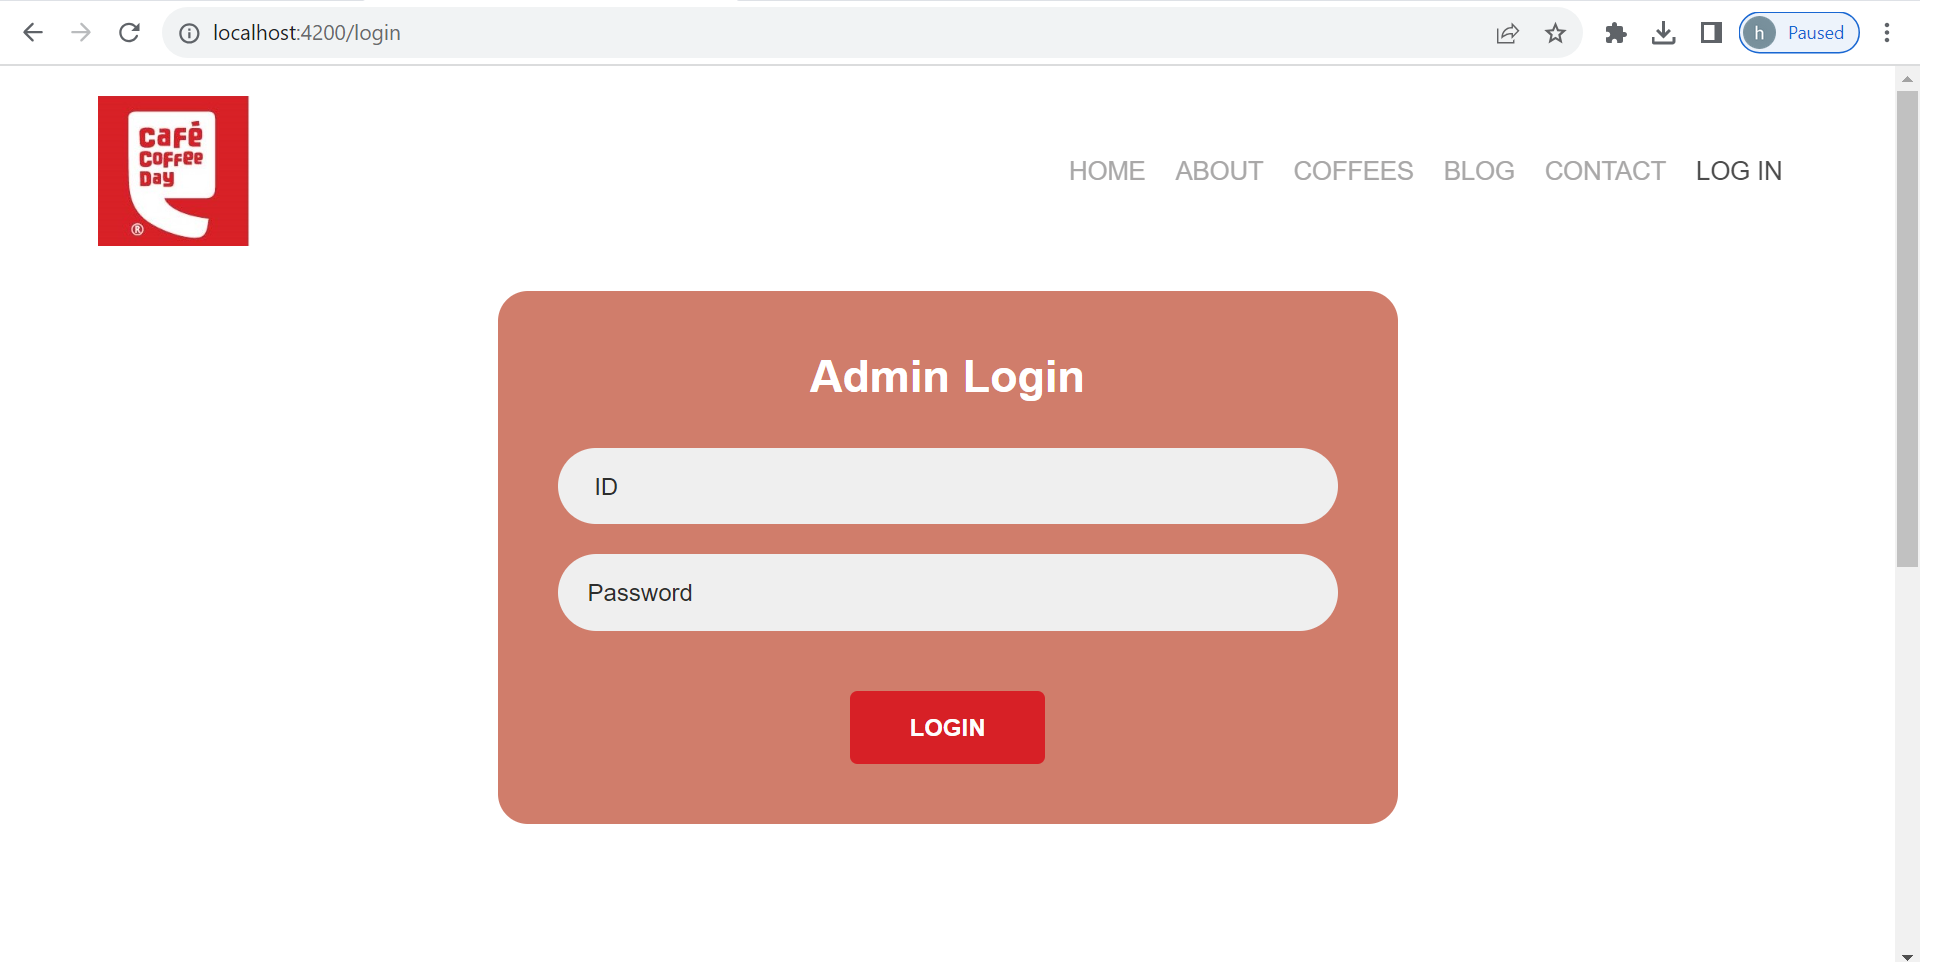 localhost:4200/login
h Paused
Café
Coffee
Day
®
HOME ABOUT COFFEES BLOG CONTACT LOG IN
Admin Login
ID
Password
LOGIN